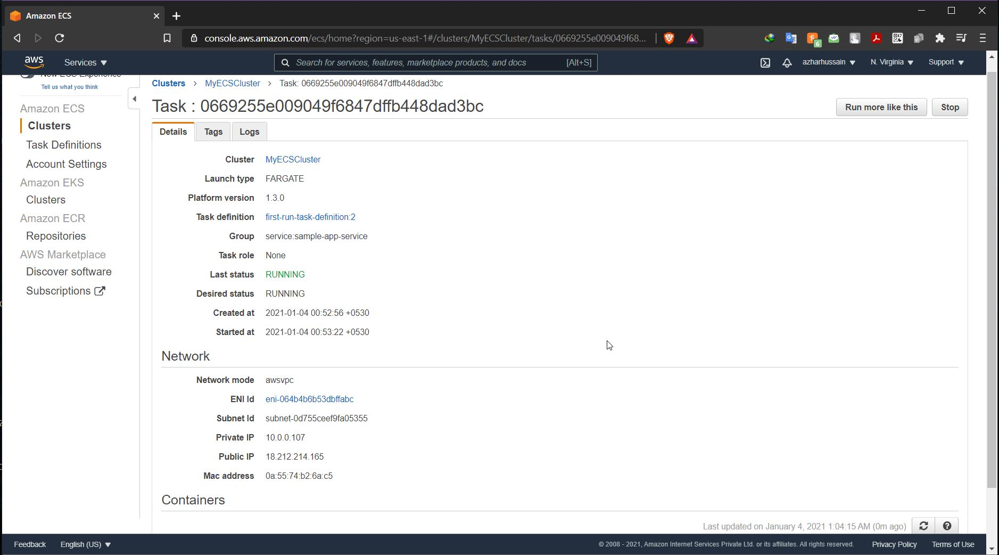 Amazon ECS
console.aws.amazon.com/ecs/home?region=us-east-1#/clusters/MyECSCluster/tasks/0669255e009049f68...
6
aws Services Search for services, features, marketplace products, and docs [Alt+S] azharhussain N. Virginia Support
New ECS Experience
Tell us what you think
Clusters > MyECSCluster > Task: 0669255e009049f6847dffb448dad3bc
Task : 0669255e009049f6847dffb448dad3bc
Run more like this Stop
Amazon ECS
Clusters
Task Definitions
Account Settings
Amazon EKS
Clusters
Amazon ECR
Repositories
AWS Marketplace
Discover software
Subscriptions
Details Tags Logs
Cluster MyECSCluster
Launch type FARGATE
Platform version 1.3.0
Task definition first-run-task-definition:2
Group service:sample-app-service
Task role None
Last status RUNNING
Desired status RUNNING
Created at 2021-01-04 00:52:56 +0530
Started at 2021-01-04 00:53:22 +0530
Network
Network mode awsvpc
ENI Id eni-064b4b6b53dbffabc
Subnet Id subnet-0d755ceef9fa05355
Private IP 10.0.0.107
Public IP 18.212.214.165
Mac address 0a:55:74:b2:6a:c5
Containers
Last updated on January 4, 2021 1:04:15 AM (0m ago)
Feedback English (US) © 2008 - 2021, Amazon Internet Services Private Ltd. or its affiliates. All rights reserved. Privacy Policy Terms of Use